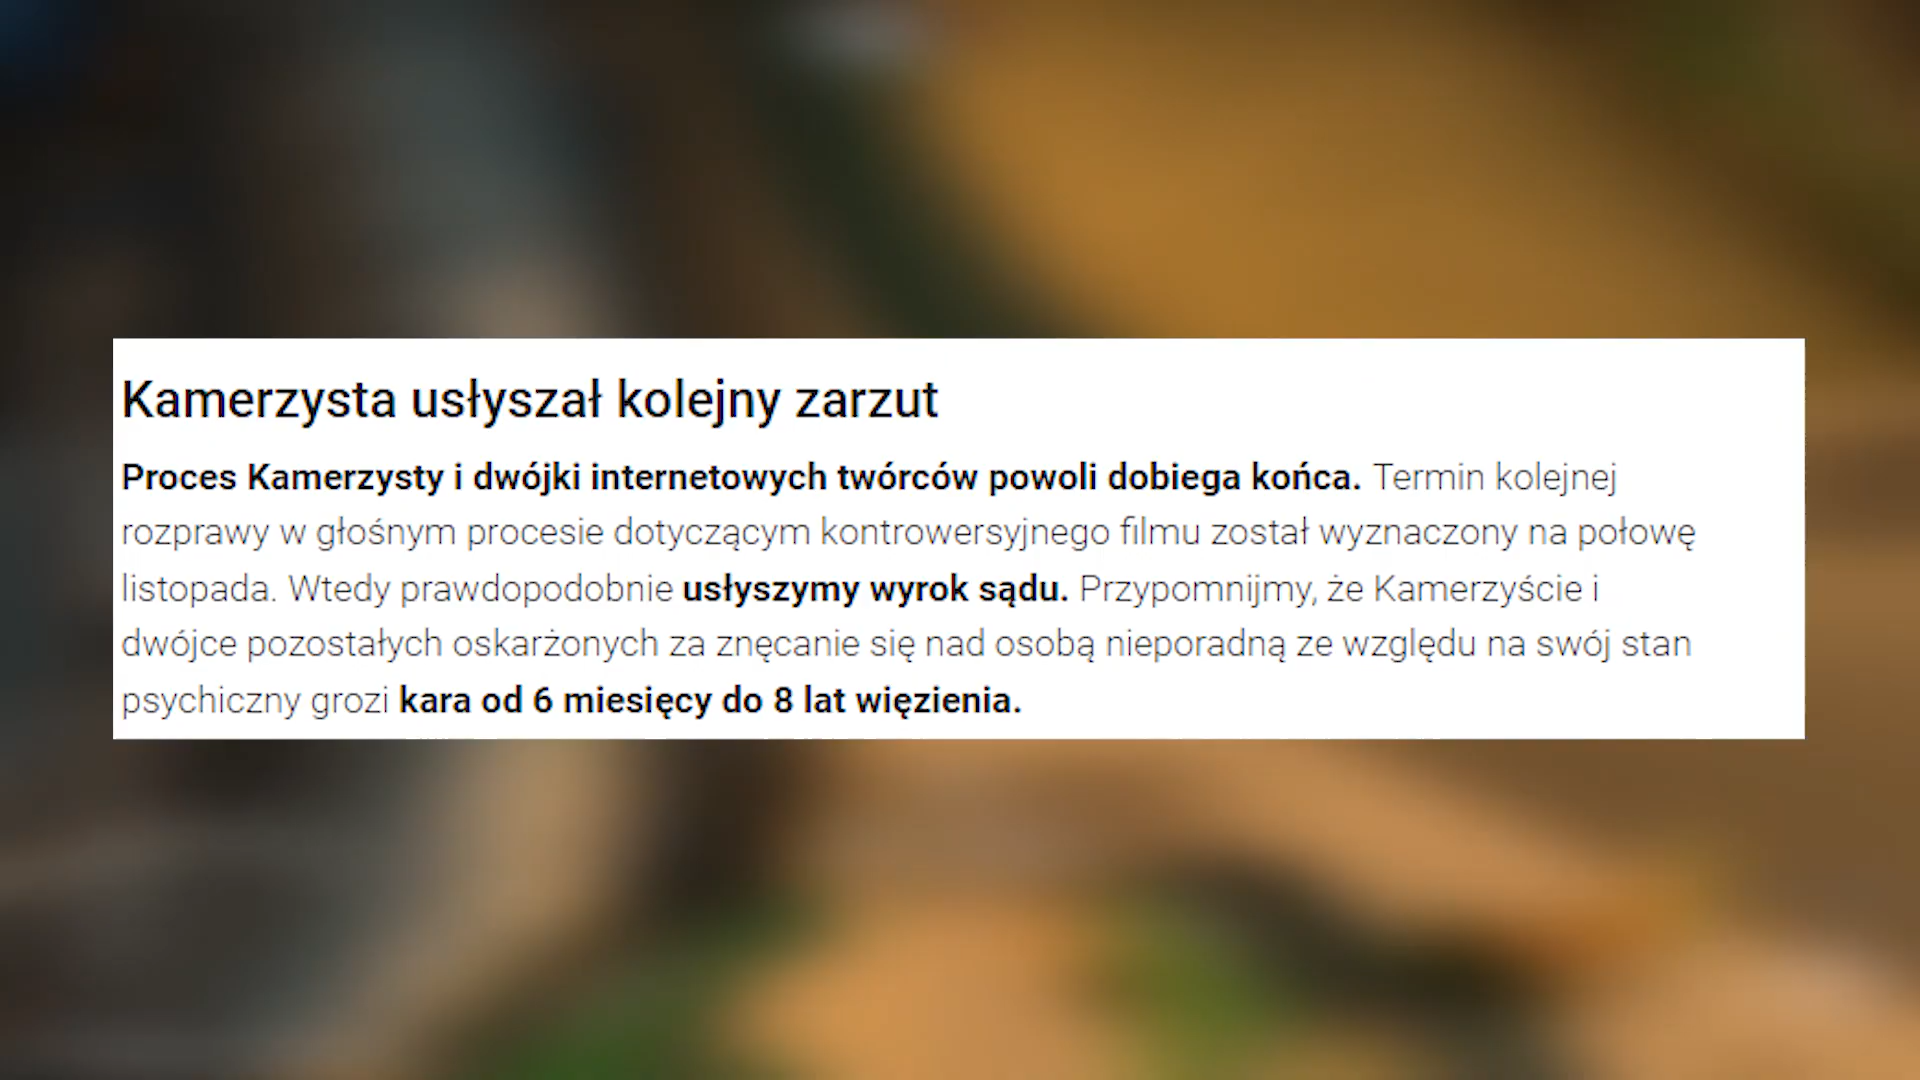 Kamerzysta usłyszał kolejny zarzut
Proces Kamerzysty i dwójki internetowych twórców powoli dobiega końca. Termin kolejnej
rozprawy w głośnym procesie dotyczącym kontrowersyjnego filmu został wyznaczony na połowę
listopada. Wtedy prawdopodobnie usłyszymy wyrok sądu. Przypomnijmy, że Kamerzyście i
dwójce pozostałych oskarżonych za znęcanie się nad osobą nieporadną ze względu na swój stan
psychiczny grozi kara od 6 miesięcy do 8 lat więzienia.